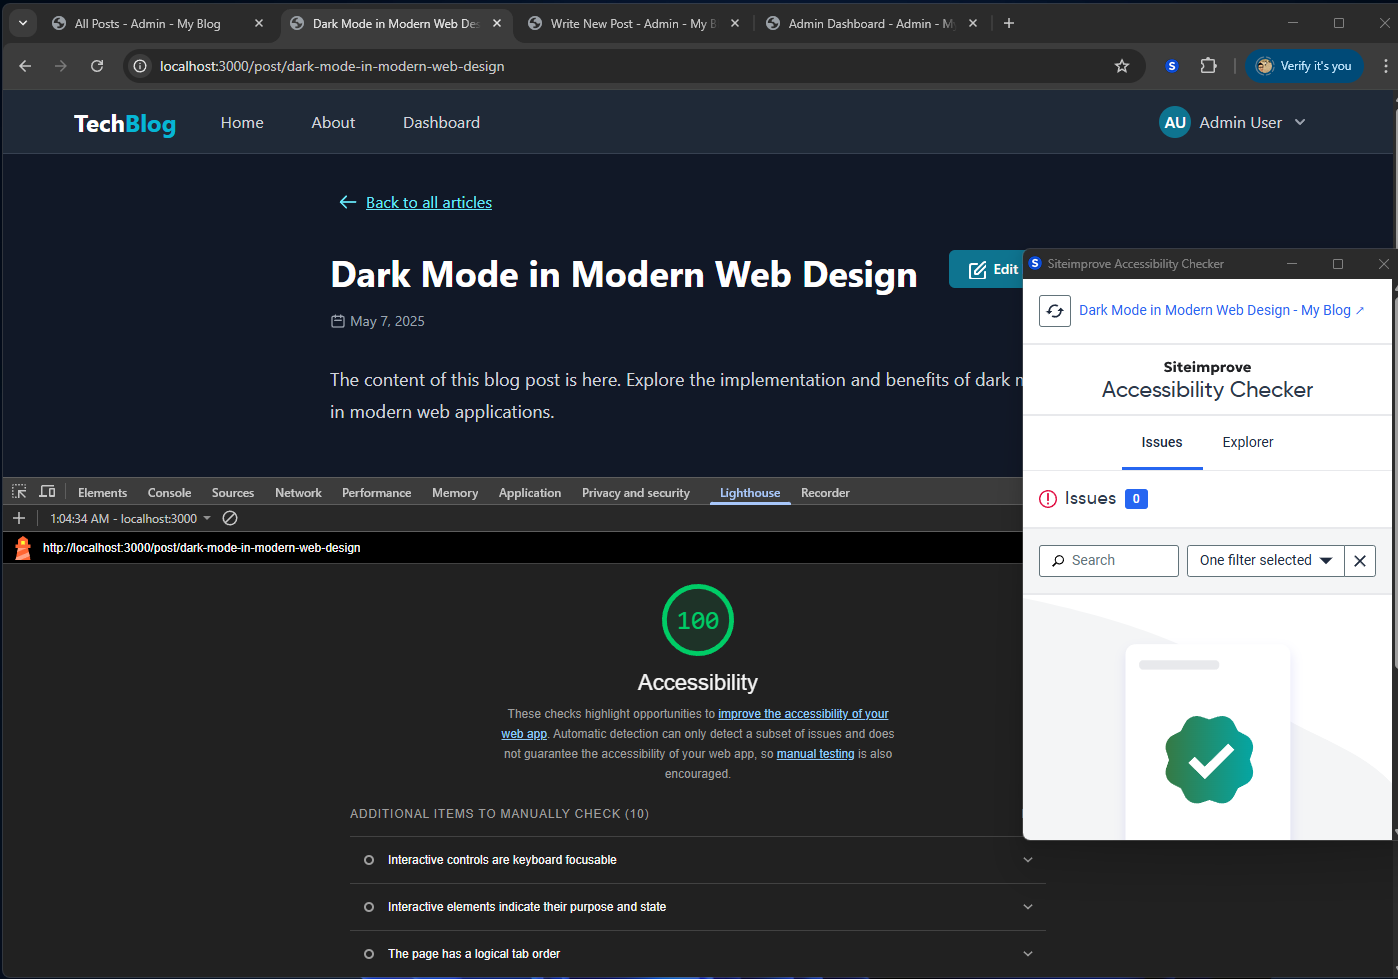 All Posts - Admin - My Blog
Dark Mode in Modern Web Des
Write New Post - Admin - My B
Admin Dashboard - Admin - My
localhost:3000/post/dark-mode-in-modern-web-design
S
Verify it's you
TechBlog
Home
About
Dashboard
AU
Admin User
Back to all articles
Dark Mode in Modern Web Design
Edit
May 7, 2025
The content of this blog post is here. Explore the implementation and benefits of dark m
in modern web applications.
S Siteimprove Accessibility Checker
Dark Mode in Modern Web Design - My Blog ↗
Siteimprove
Accessibility Checker
Issues
Explorer
Issues 0
Search
One filter selected
Elements
Console
Sources
Network
Performance
Memory
Application
Privacy and security
Lighthouse
Recorder
1:04:34 AM - localhost:3000
http://localhost:3000/post/dark-mode-in-modern-web-design
100
Accessibility
These checks highlight opportunities to improve the accessibility of your
web app. Automatic detection can only detect a subset of issues and does
not guarantee the accessibility of your web app, so manual testing is also
encouraged.
ADDITIONAL ITEMS TO MANUALLY CHECK (10)
Interactive controls are keyboard focusable
Interactive elements indicate their purpose and state
The page has a logical tab order